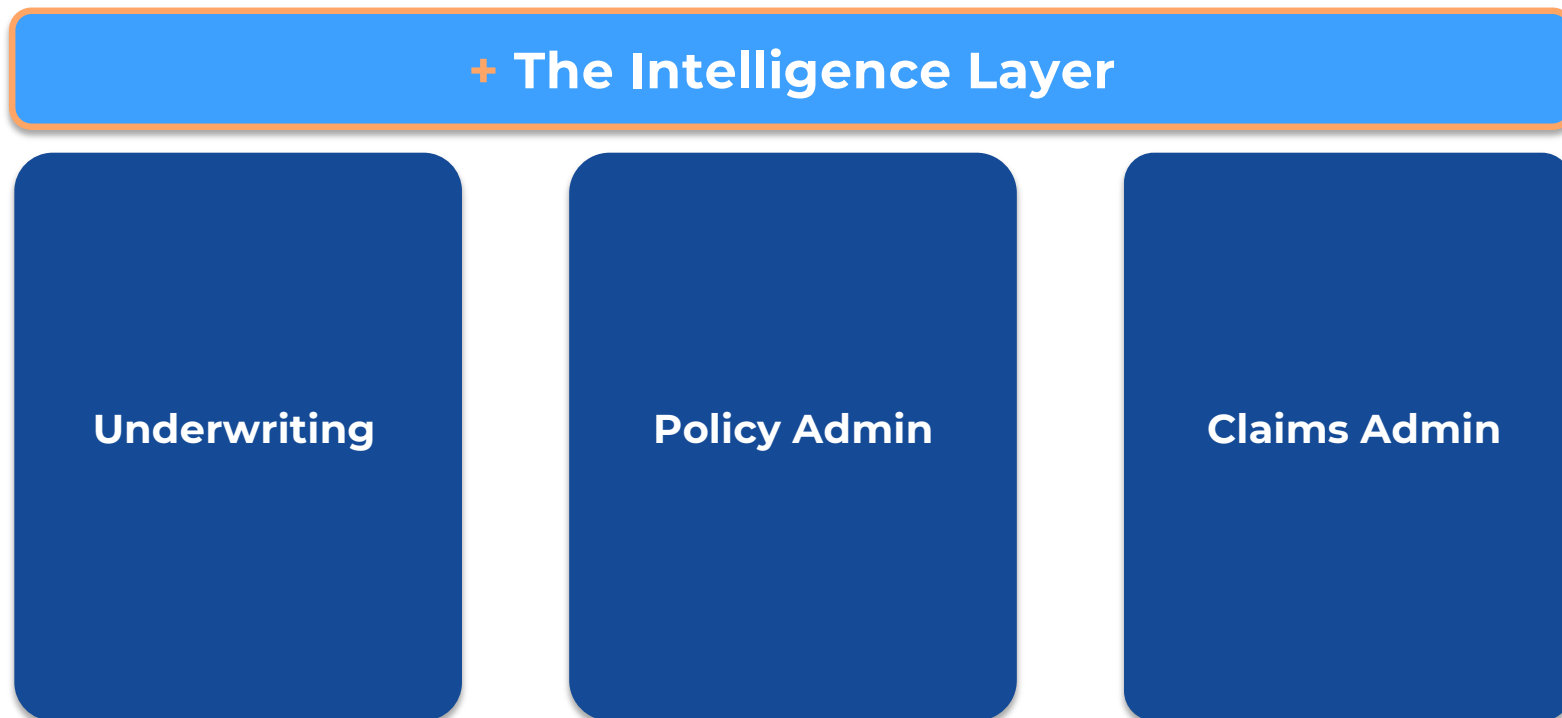 + The Intelligence Layer
Underwriting
Policy Admin
Claims Admin